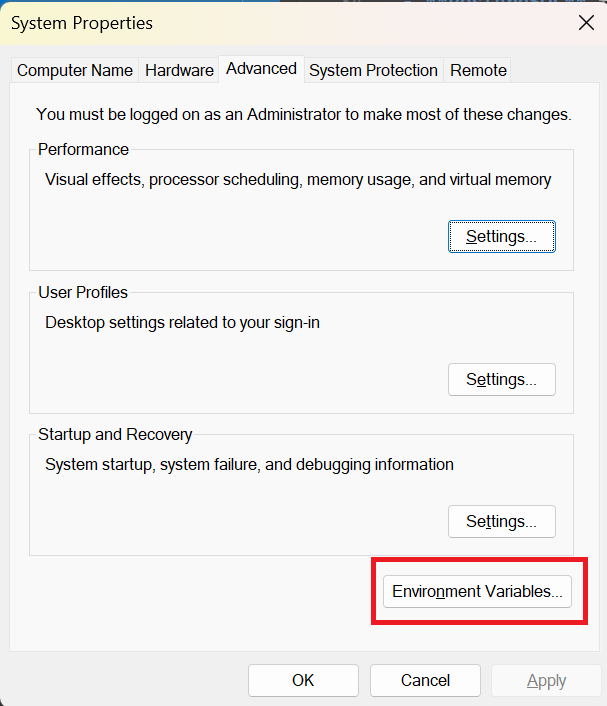 System Properties
Computer Name Hardware Advanced System Protection Remote
You must be logged on as an Administrator to make most of these changes.
Performance
Visual effects, processor scheduling, memory usage, and virtual memory
Settings...
User Profiles
Desktop settings related to your sign-in
Settings...
Startup and Recovery
System startup, system failure, and debugging information
Settings...
Environment Variables...
OK Cancel Apply